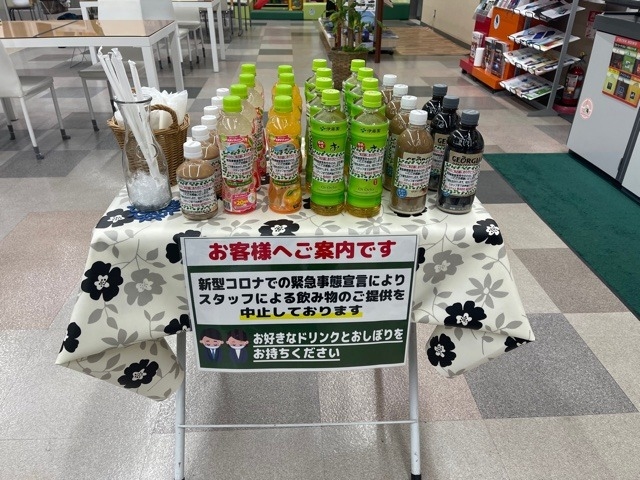 伊藤園
GEORGIA
お客様へご案内です
新型コロナでの緊急事態宣言により
スタッフによる飲み物のご提供を
中止しております
お好きなドリンクとおしぼりを
お持ちください